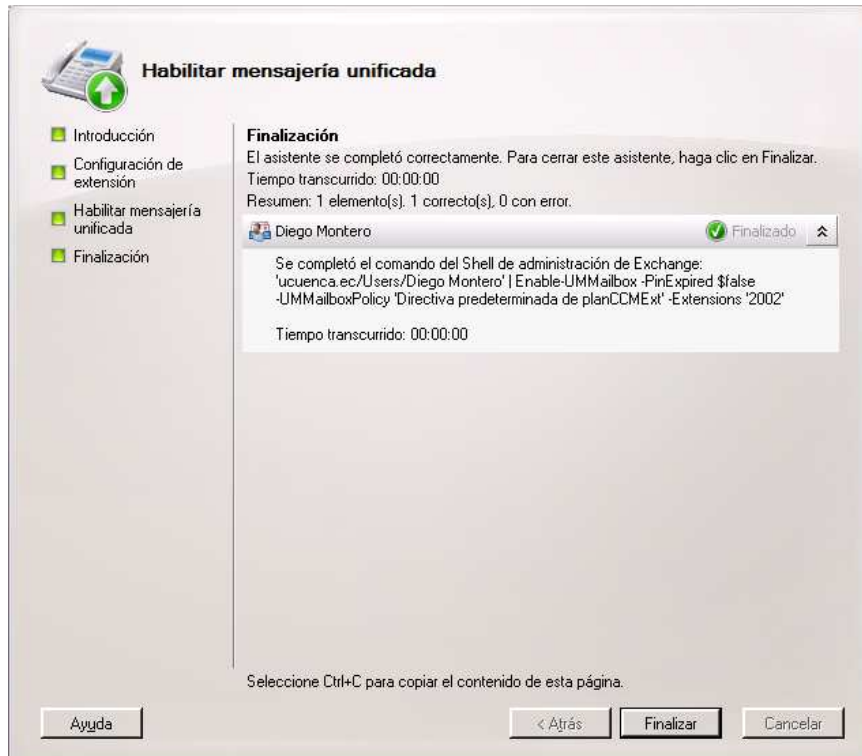 Habilitar mensajería unificada
Introducción
Configuración de
extensión
Habilitar mensajería
unificada
Finalización
Finalización
El asistente se completó correctamente. Para cerrar este asistente, haga clic en Finalizar.
Tiempo transcurrido: 00:00:00
Resumen: 1 elemento(s). 1 correcto(s), 0 con error.
Diego Montero
Finalizado
Se completó el comando del Shell de administración de Exchange:
'ucuenca.ec/Users/Diego Montero' | Enable-UMMailbox -PinExpired $false
-UMMailboxPolicy 'Directiva predeterminada de planCCMExt' -Extensions '2002'
Tiempo transcurrido: 00:00:00
Seleccione Ctrl+C para copiar el contenido de esta página.
Ayuda
< Atrás
Finalizar
Cancelar